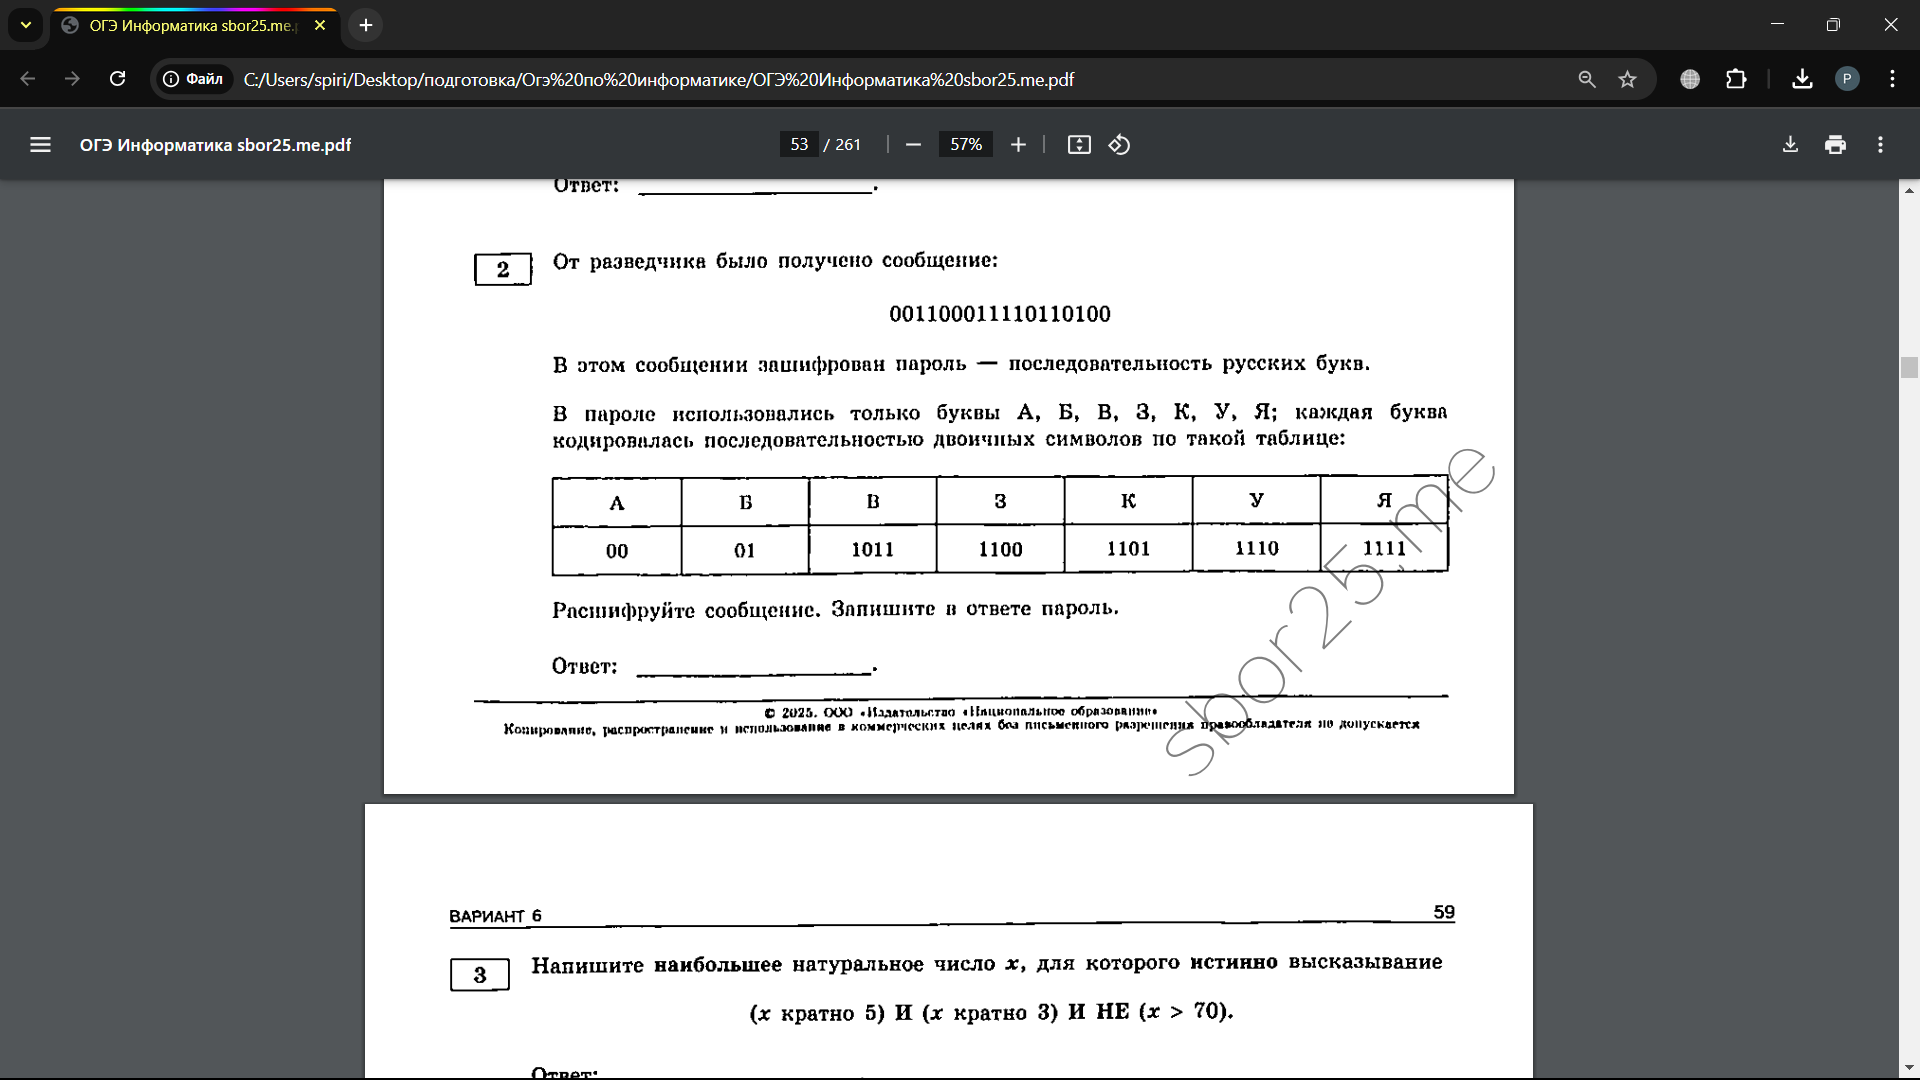 ОГЭ Информатика sbor25.me.p
Файл
C:/Users/spiri/Desktop/подготовка/Огэ%20по%20информатике/ОГЭ%20Информатика%20sbor25.me.pdf
P
ОГЭ Информатика sbor25.me.pdf
53 / 261
57%
Ответ: .
2
От разведчика было получено сообщение:
001100011110110100
В этом сообщении зашифрован пароль — последовательность русских букв.
В пароле использовались только буквы А, Б, В, З, К, У, Я; каждая буква
кодировалась последовательностью двоичных символов по такой таблице:
А Б В З К У Я
00 01 1011 1100 1101 1110 1111
Расшифруйте сообщение. Запишите в ответе пароль.
Ответ: .
© 2025. ООО «Издательство «Национальное образование»
Копирование, распространение и использование в коммерческих целях без письменного разрешения правообладателя не допускается
Sbor25.me
ВАРИАНТ 6 59
3
Напишите наибольшее натуральное число x, для которого истинно высказывание
(x кратно 5) И (x кратно 3) И НЕ (x > 70).
Ответ: